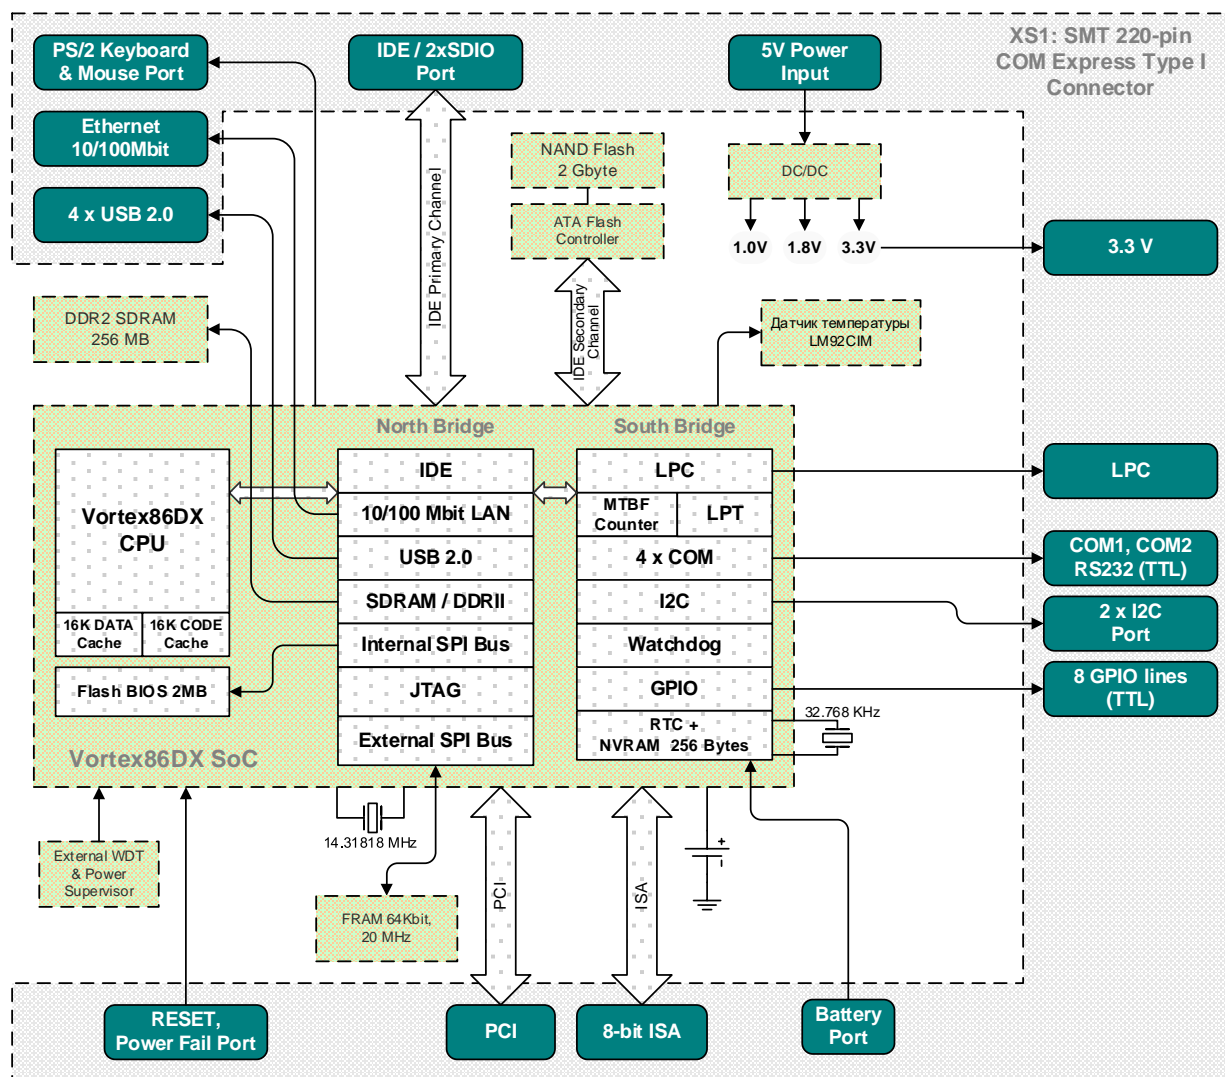 XS1: SMT 220-pin
COM Express Type I
Connector
PS/2 Keyboard
& Mouse Port
IDE / 2xSDIO
Port
5V Power
Input
Ethernet
10/100Mbit
4 x USB 2.0
NAND Flash
2 Gbyte
ATA Flash
Controller
DC/DC
1.0V
1.8V
3.3V
3.3 V
IDE Primary Channel
IDE Secondary
Channel
DDR2 SDRAM
256 MB
Датчик температуры
LM92CIM
North Bridge
South Bridge
Vortex86DX
CPU
16K DATA
Cache
16K CODE
Cache
Flash BIOS 2MB
Vortex86DX SoC
IDE
10/100 Mbit LAN
USB 2.0
SDRAM / DDRII
Internal SPI Bus
JTAG
External SPI Bus
LPC
MTBF
Counter
LPT
4 x COM
I2C
Watchdog
GPIO
RTC +
NVRAM 256 Bytes
LPC
COM1, COM2
RS232 (TTL)
2 x I2C
Port
8 GPIO lines
(TTL)
32.768 KHz
14.31818 MHz
External WDT
& Power
Supervisor
FRAM 64Kbit,
20 MHz
PCI
ISA
+
-
RESET,
Power Fail Port
PCI
8-bit ISA
Battery
Port